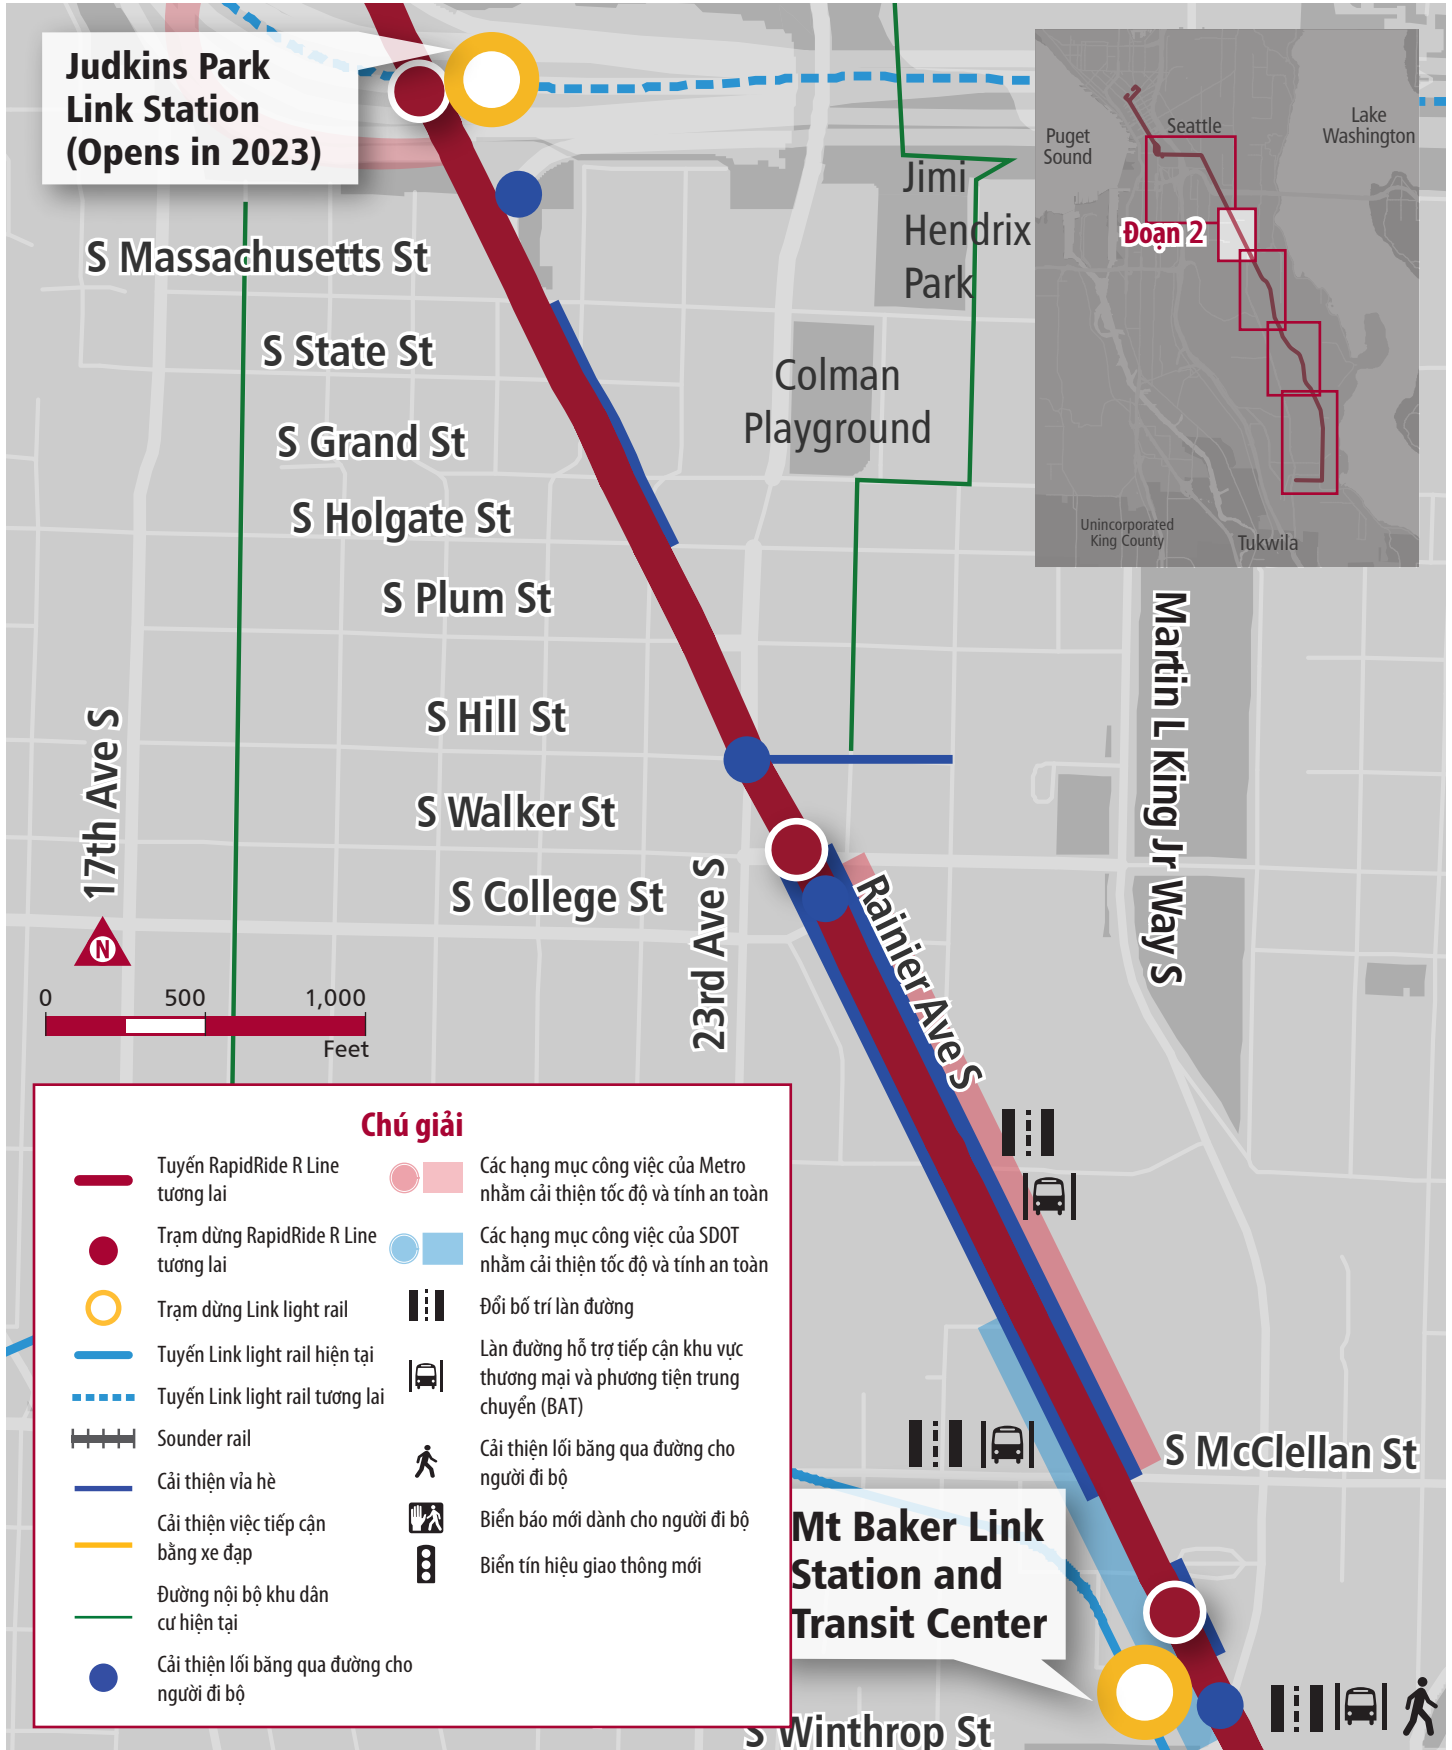 Judkins Park
Link Station
(Opens in 2023)
S Massachusetts St
S State St
S Grand St
S Holgate St
S Plum St
S Hill St
S Walker St
S College St
17th Ave S
23rd Ave S
Rainier Ave S
Martin L King Jr Way S
Jimi
Hendrix
Park
Colman
Playground
Puget
Sound
Seattle
Lake
Washington
Đoạn 2
Unincorporated
King County
Tukwila
N
0 500 1,000
Feet
Chú giải
Tuyến RapidRide R Line
tương lai
Trạm dừng RapidRide R Line
tương lai
Trạm dừng Link light rail
Tuyến Link light rail hiện tại
Tuyến Link light rail tương lai
Sounder rail
Cải thiện vỉa hè
Cải thiện việc tiếp cận
bằng xe đạp
Đường nội bộ khu dân
cư hiện tại
Cải thiện lối băng qua đường cho
người đi bộ
Các hạng mục công việc của Metro
nhằm cải thiện tốc độ và tính an toàn
Các hạng mục công việc của SDOT
nhằm cải thiện tốc độ và tính an toàn
Đổi bố trí làn đường
Làn đường hỗ trợ tiếp cận khu vực
thương mại và phương tiện trung
chuyển (BAT)
Cải thiện lối băng qua đường cho
người đi bộ
Biển báo mới dành cho người đi bộ
Biển tín hiệu giao thông mới
S McClellan St
Mt Baker Link
Station and
Transit Center
S Winthrop St